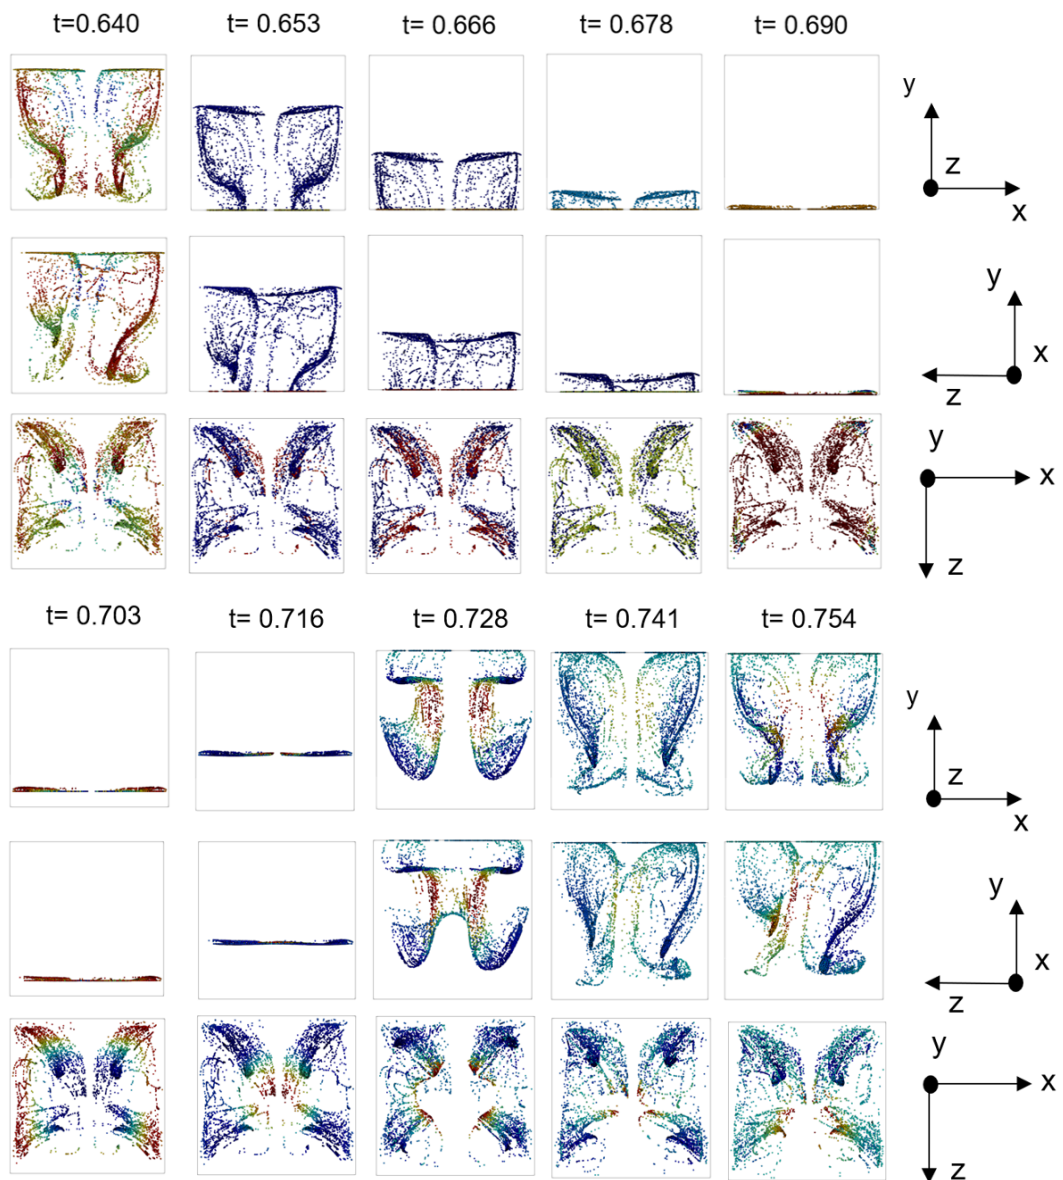 t=0.640 t= 0.653 t= 0.666 t= 0.678 t= 0.690
y
z
x
y
x
z
y
x
z
t= 0.703 t= 0.716 t= 0.728 t= 0.741 t= 0.754
y
z
x
y
x
z
y
x
z